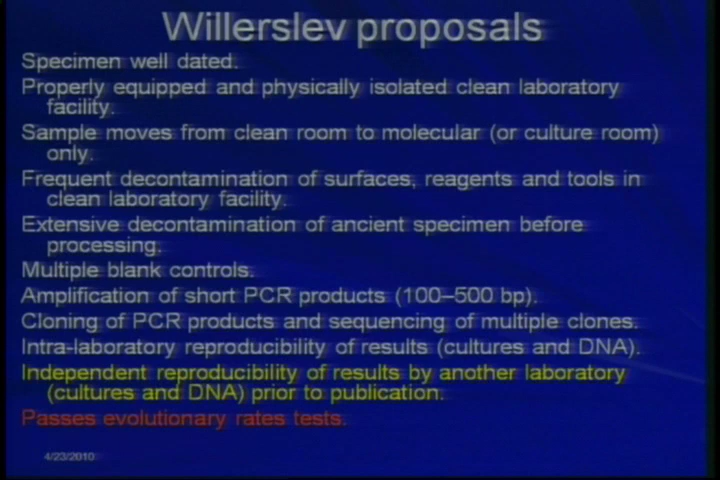 Willerslev proposals
Specimen well dated.
Properly equipped and physically isolated clean laboratory
facility.
Sample moves from clean room to molecular (or culture room)
only.
Frequent decontamination of surfaces, reagents and tools in
clean laboratory facility.
Extensive decontamination of ancient specimen before
processing.
Multiple blank controls.
Amplification of short PCR products (100–500 bp).
Cloning of PCR products and sequencing of multiple clones.
Intra-laboratory reproducibility of results (cultures and DNA).
Independent reproducibility of results by another laboratory
(cultures and DNA) prior to publication.
Passes evolutionary rates tests.
4/23/2010